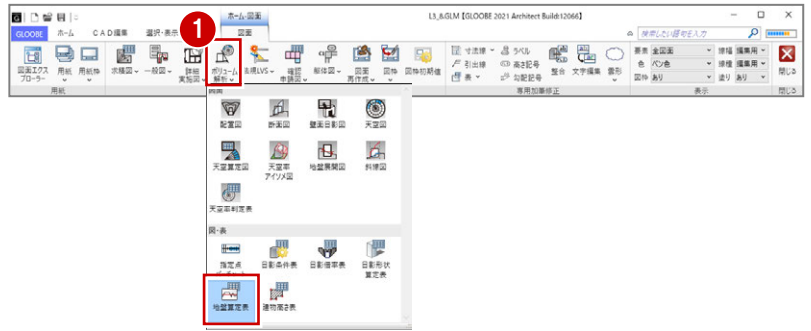 ホーム-図面
L3_8.GLM [GLOOBE 2021 Architect Build:12066]
GLOOBE ホーム CAD編集 選択・表示 図面
検索したい語句を入力
1
図面エクスプローラー 用紙 用紙枠 求積図 一般図 詳細実施図 ボリューム解析 法規LVS 確認申請図 躯体図 図面再作成 図枠 図枠初期値
寸法線 ラベル
引出線 高さ記号
表 勾配記号
整合 文字編集 雲形
要素 全図面 線幅 編集用
色 ペン色 線種 編集用
図枠 あり 塗り あり
閉じる
用紙 専用加筆修正 表示 閉じる
図面
配置図 断面図 壁面日影図 天空図
天空算定図 天空率アイソメ図 地盤展開図 斜線図
天空率判定表
図-表
指定点 日影条件表 日影倍率表 日影形状算定表
地盤算定表 建物高さ表